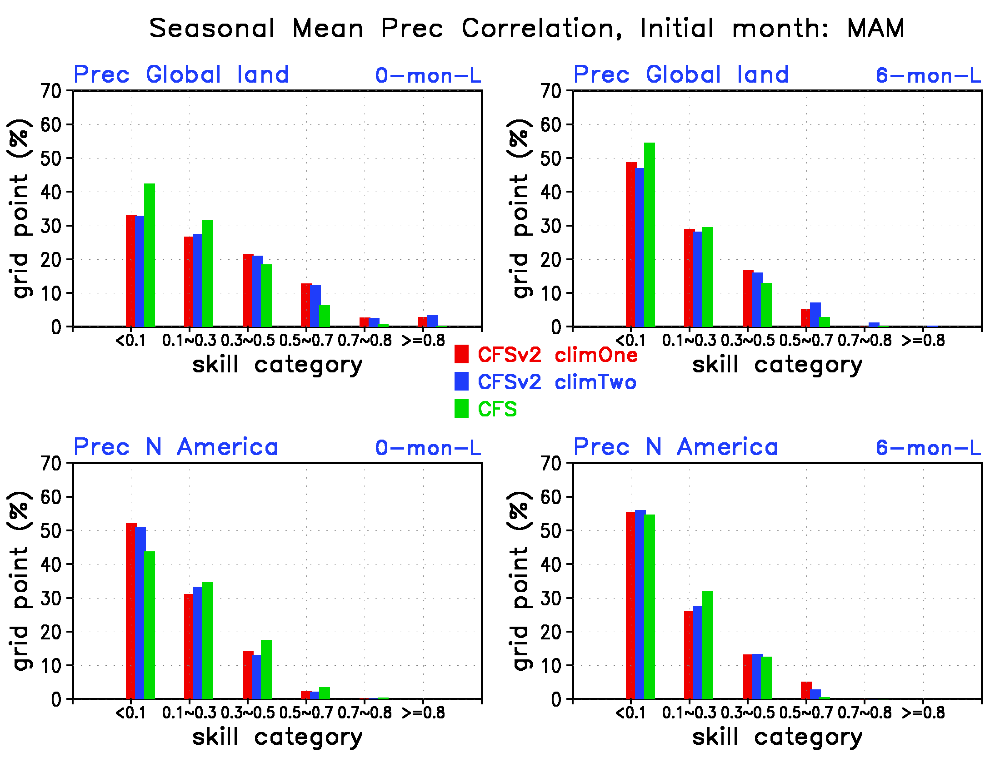 Seasonal Mean Prec Correlation, Initial month: MAM
Prec Global land 0-mon-L
70
60
50
40
30
20
10
0
grid point (%)
<0.1 0.1~0.3 0.3~0.5 0.5~0.7 0.7~0.8 >=0.8
skill category
Prec Global land 6-mon-L
70
60
50
40
30
20
10
0
grid point (%)
<0.1 0.1~0.3 0.3~0.5 0.5~0.7 0.7~0.8 >=0.8
skill category
CFSv2 climOne
CFSv2 climTwo
CFS
Prec N America 0-mon-L
70
60
50
40
30
20
10
0
grid point (%)
<0.1 0.1~0.3 0.3~0.5 0.5~0.7 0.7~0.8 >=0.8
skill category
Prec N America 6-mon-L
70
60
50
40
30
20
10
0
grid point (%)
<0.1 0.1~0.3 0.3~0.5 0.5~0.7 0.7~0.8 >=0.8
skill category